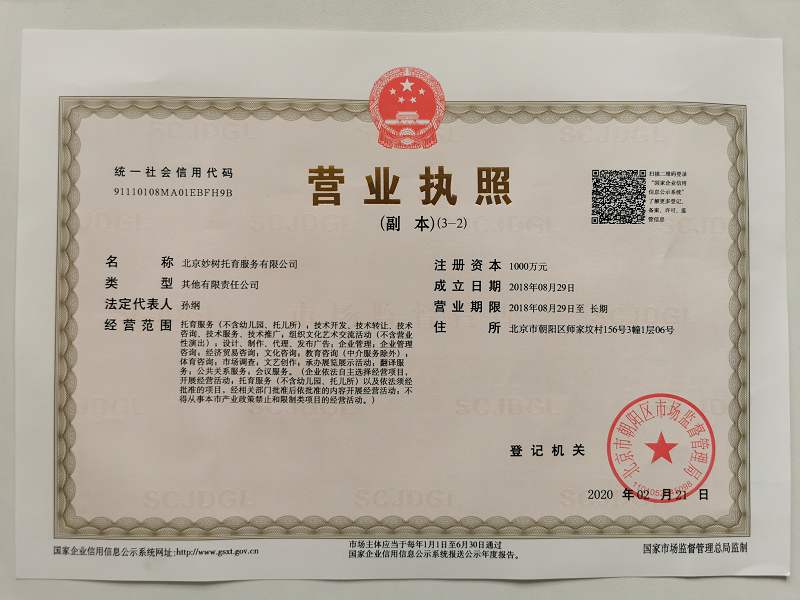 统一社会信用代码
91110108MA01EBFH9B
营业执照
(副 本)(3-2)
扫描二维码登录
“国家企业信用
信息公示系统”
了解更多登记、
备案、许可、监
管信息
名 称 北京妙树托育服务有限公司
类 型 其他有限责任公司
法定代表人 孙纲
经营范围 托育服务（不含幼儿园、托儿所）；技术开发、技术转让、技术
咨询、技术服务、技术推广；组织文化艺术交流活动（不含营业
性演出）；设计、制作、代理、发布广告；企业管理；企业管理
咨询；经济贸易咨询；文化咨询；教育咨询（中介服务除外）；
体育咨询；市场调查；文艺创作；承办展览展示活动；翻译服
务；公共关系服务；会议服务。（企业依法自主选择经营项目，
开展经营活动；托育服务（不含幼儿园、托儿所）以及依法须经
批准的项目，经相关部门批准后依批准的内容开展经营活动；不
得从事本市产业政策禁止和限制类项目的经营活动。）
注册资本 1000万元
成立日期 2018年08月29日
营业期限 2018年08月29日至 长期
住 所 北京市朝阳区师家坟村156号3幢1层06号
登记机关
北京市朝阳区市场监督管理局
2020 年 02 月 21 日
国家企业信用信息公示系统网址:http://www.gsxt.gov.cn
市场主体应当于每年1月1日至6月30日通过
国家企业信用信息公示系统报送公示年度报告。
国家市场监督管理总局监制